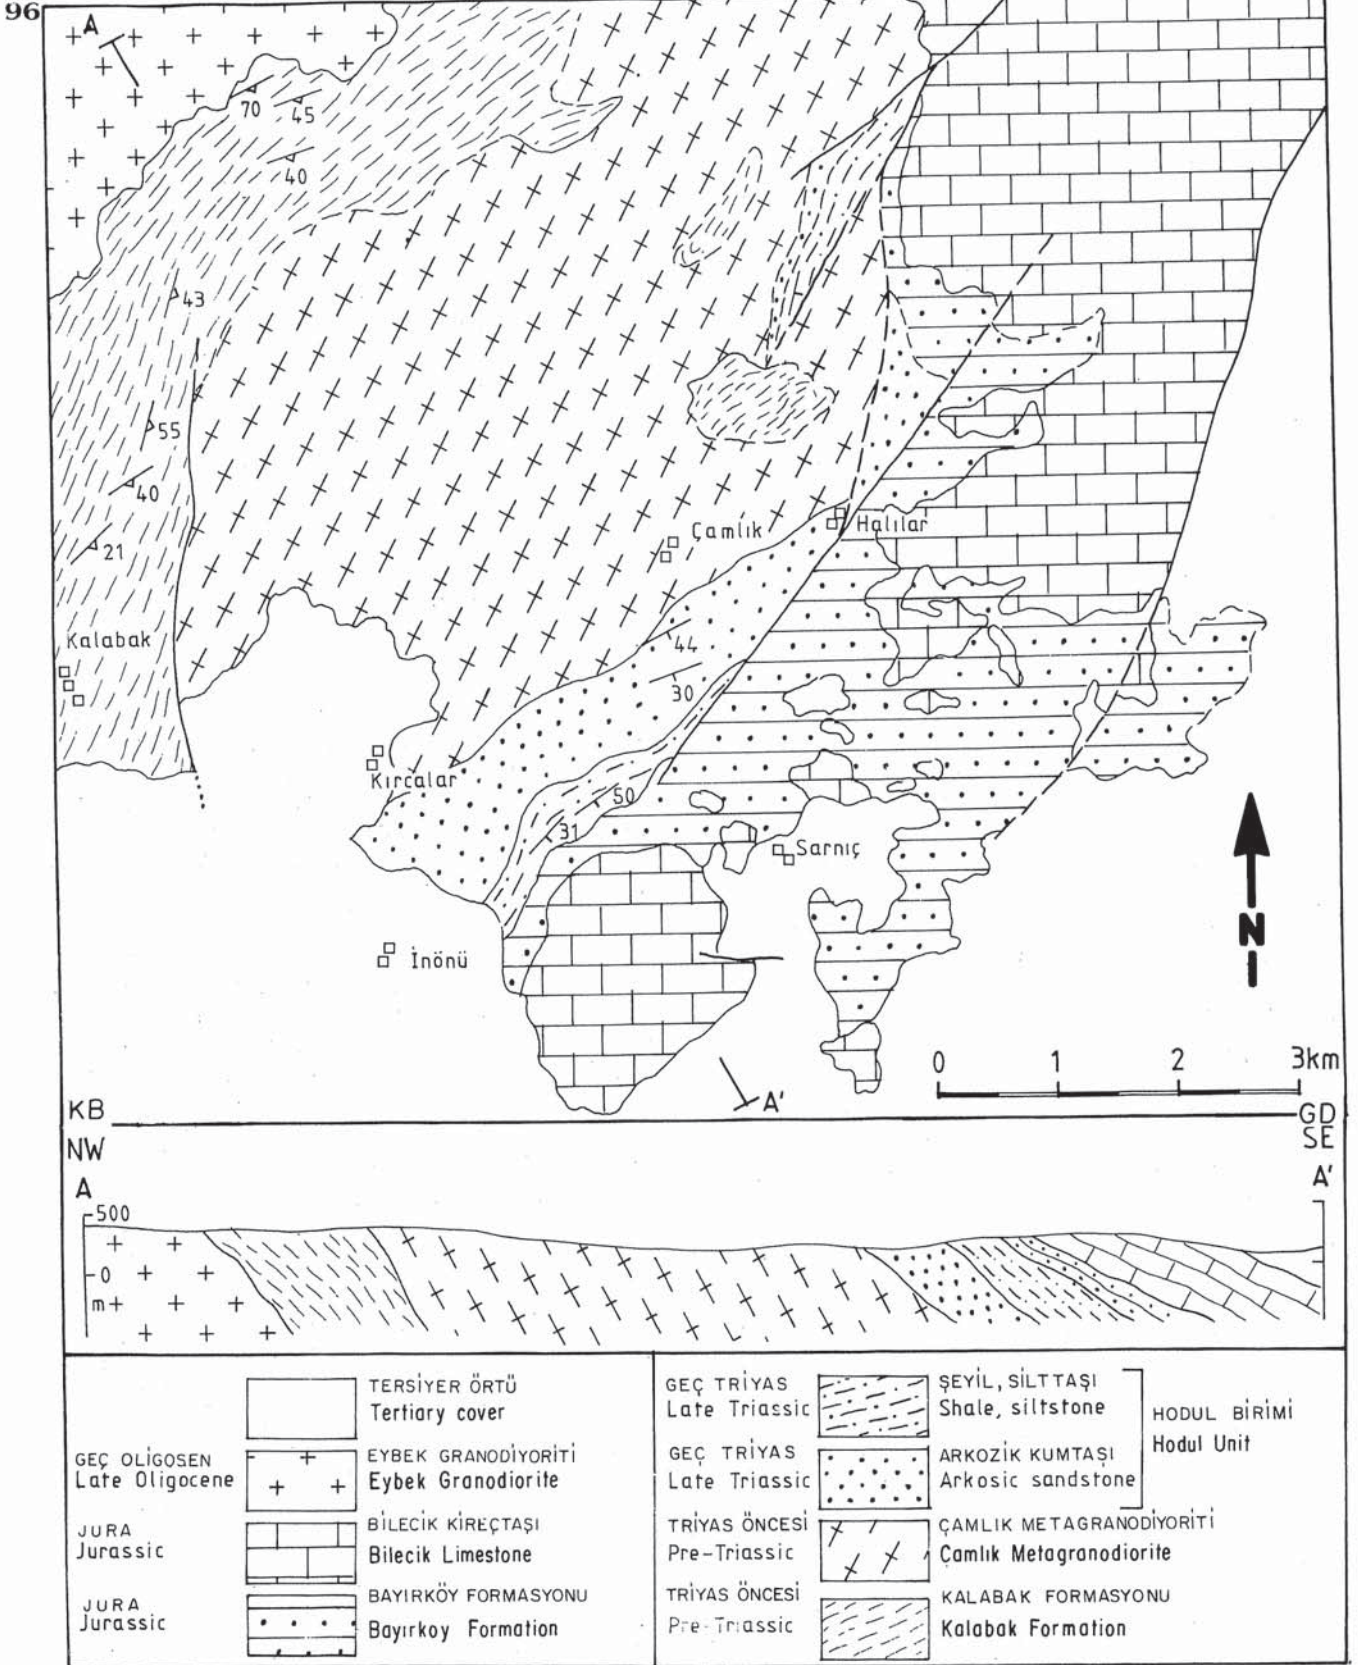 96
A
70
45
40
43
55
40
21
Çamlık
Halılar
Kalabak
44
30
Kırcalar
50
31
Sarnıç
İnönü
N
0 1 2 3km
A'
KB
GD
NW
SE
A
A'
500
0
m
TERSİYER ÖRTÜ
Tertiary cover
GEÇ OLİGOSEN
Late Oligocene
EYBEK GRANODİYORİTİ
Eybek Granodiorite
JURA
Jurassic
BİLECİK KİREÇTAŞI
Bilecik Limestone
JURA
Jurassic
BAYIRKÖY FORMASYONU
Bayırkoy Formation
GEÇ TRİYAS
Late Triassic
ŞEYİL, SİLTTAŞI
Shale, siltstone
GEÇ TRİYAS
Late Triassic
ARKOZİK KUMTAŞI
Arkosic sandstone
HODUL BİRİMİ
Hodul Unit
TRİYAS ÖNCESİ
Pre-Triassic
ÇAMLIK METAGRANODİYORİTİ
Çamlık Metagranodiorite
TRİYAS ÖNCESİ
Pre-Triassic
KALABAK FORMASYONU
Kalabak Formation